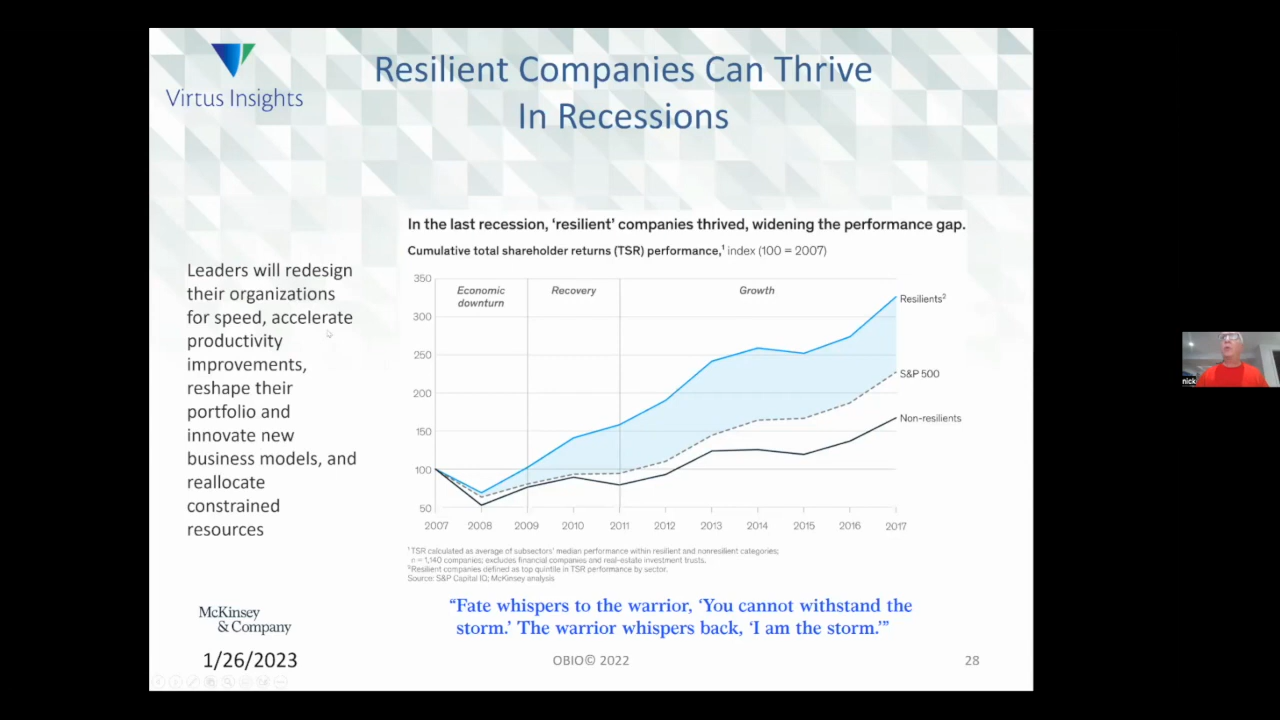 Virtus Insights
Resilient Companies Can Thrive
In Recessions
Leaders will redesign
their organizations
for speed, accelerate
productivity
improvements,
reshape their
portfolio and
innovate new
business models, and
reallocate
constrained
resources
In the last recession, ‘resilient’ companies thrived, widening the performance gap.
Cumulative total shareholder returns (TSR) performance,¹ index (100 = 2007)
350
300
250
200
150
100
50
Economic
downturn
Recovery
Growth
Resilients²
S&P 500
Non-resilients
2007 2008 2009 2010 2011 2012 2013 2014 2015 2016 2017
¹TSR calculated as average of subsectors' median performance within resilient and nonresilient categories;
n = 1,140 companies; excludes financial companies and real-estate investment trusts.
²Resilient companies defined as top quintile in TSR performance by sector.
Source: S&P Capital IQ; McKinsey analysis
“Fate whispers to the warrior, ‘You cannot withstand the
storm.’ The warrior whispers back, ‘I am the storm.’”
McKinsey
& Company
1/26/2023
OBIO© 2022
28
nick